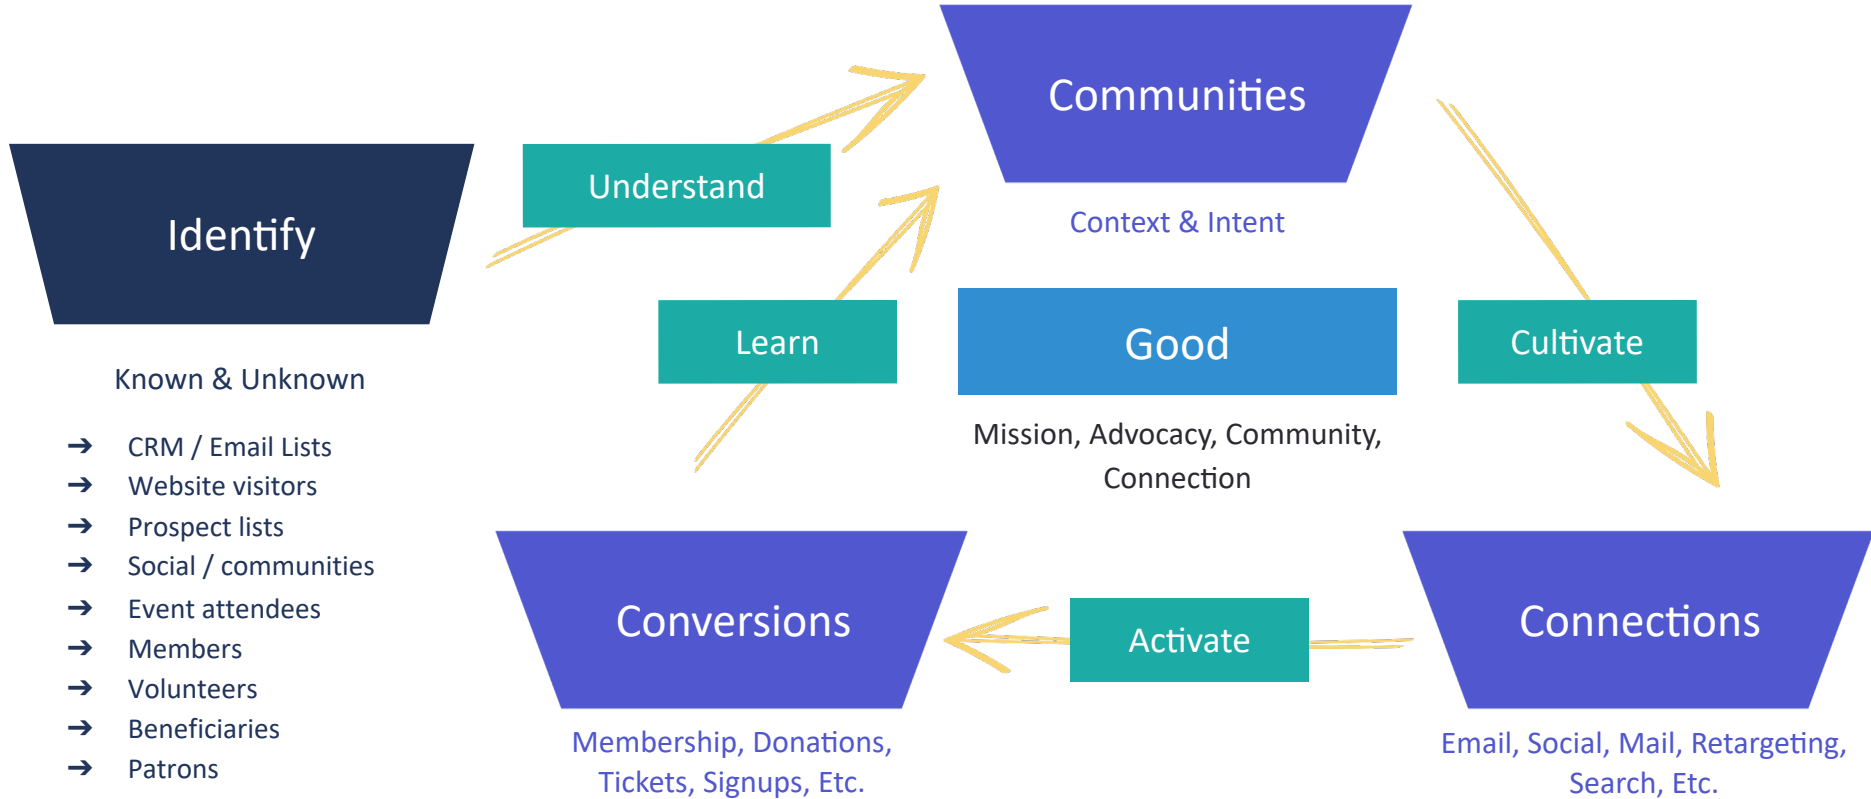 Communities
Context & Intent
Understand
Identify
Known & Unknown
➔ CRM / Email Lists
➔ Website visitors
➔ Prospect lists
➔ Social / communities
➔ Event attendees
➔ Members
➔ Volunteers
➔ Beneficiaries
➔ Patrons
Learn
Good
Mission, Advocacy, Community,
Connection
Cultivate
Conversions
Membership, Donations,
Tickets, Signups, Etc.
Activate
Connections
Email, Social, Mail, Retargeting,
Search, Etc.